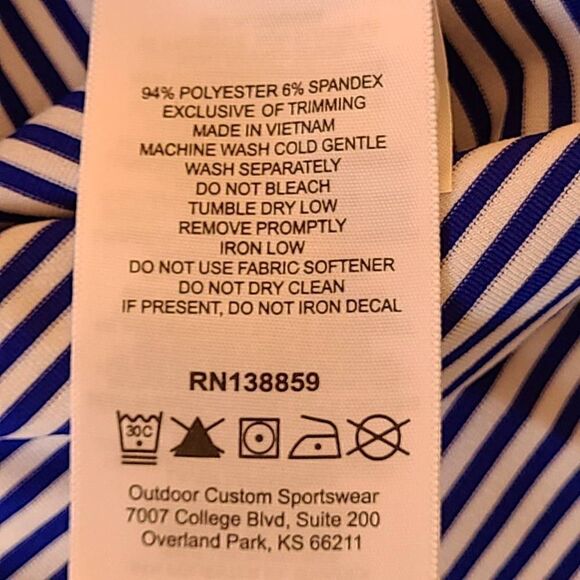 94% POLYESTER 6% SPANDEX
EXCLUSIVE OF TRIMMING
MADE IN VIETNAM
MACHINE WASH COLD GENTLE
WASH SEPARATELY
DO NOT BLEACH
TUMBLE DRY LOW
REMOVE PROMPTLY
IRON LOW
DO NOT USE FABRIC SOFTENER
DO NOT DRY CLEAN
IF PRESENT, DO NOT IRON DECAL
RN138859
30C
Outdoor Custom Sportswear
7007 College Blvd, Suite 200
Overland Park, KS 66211